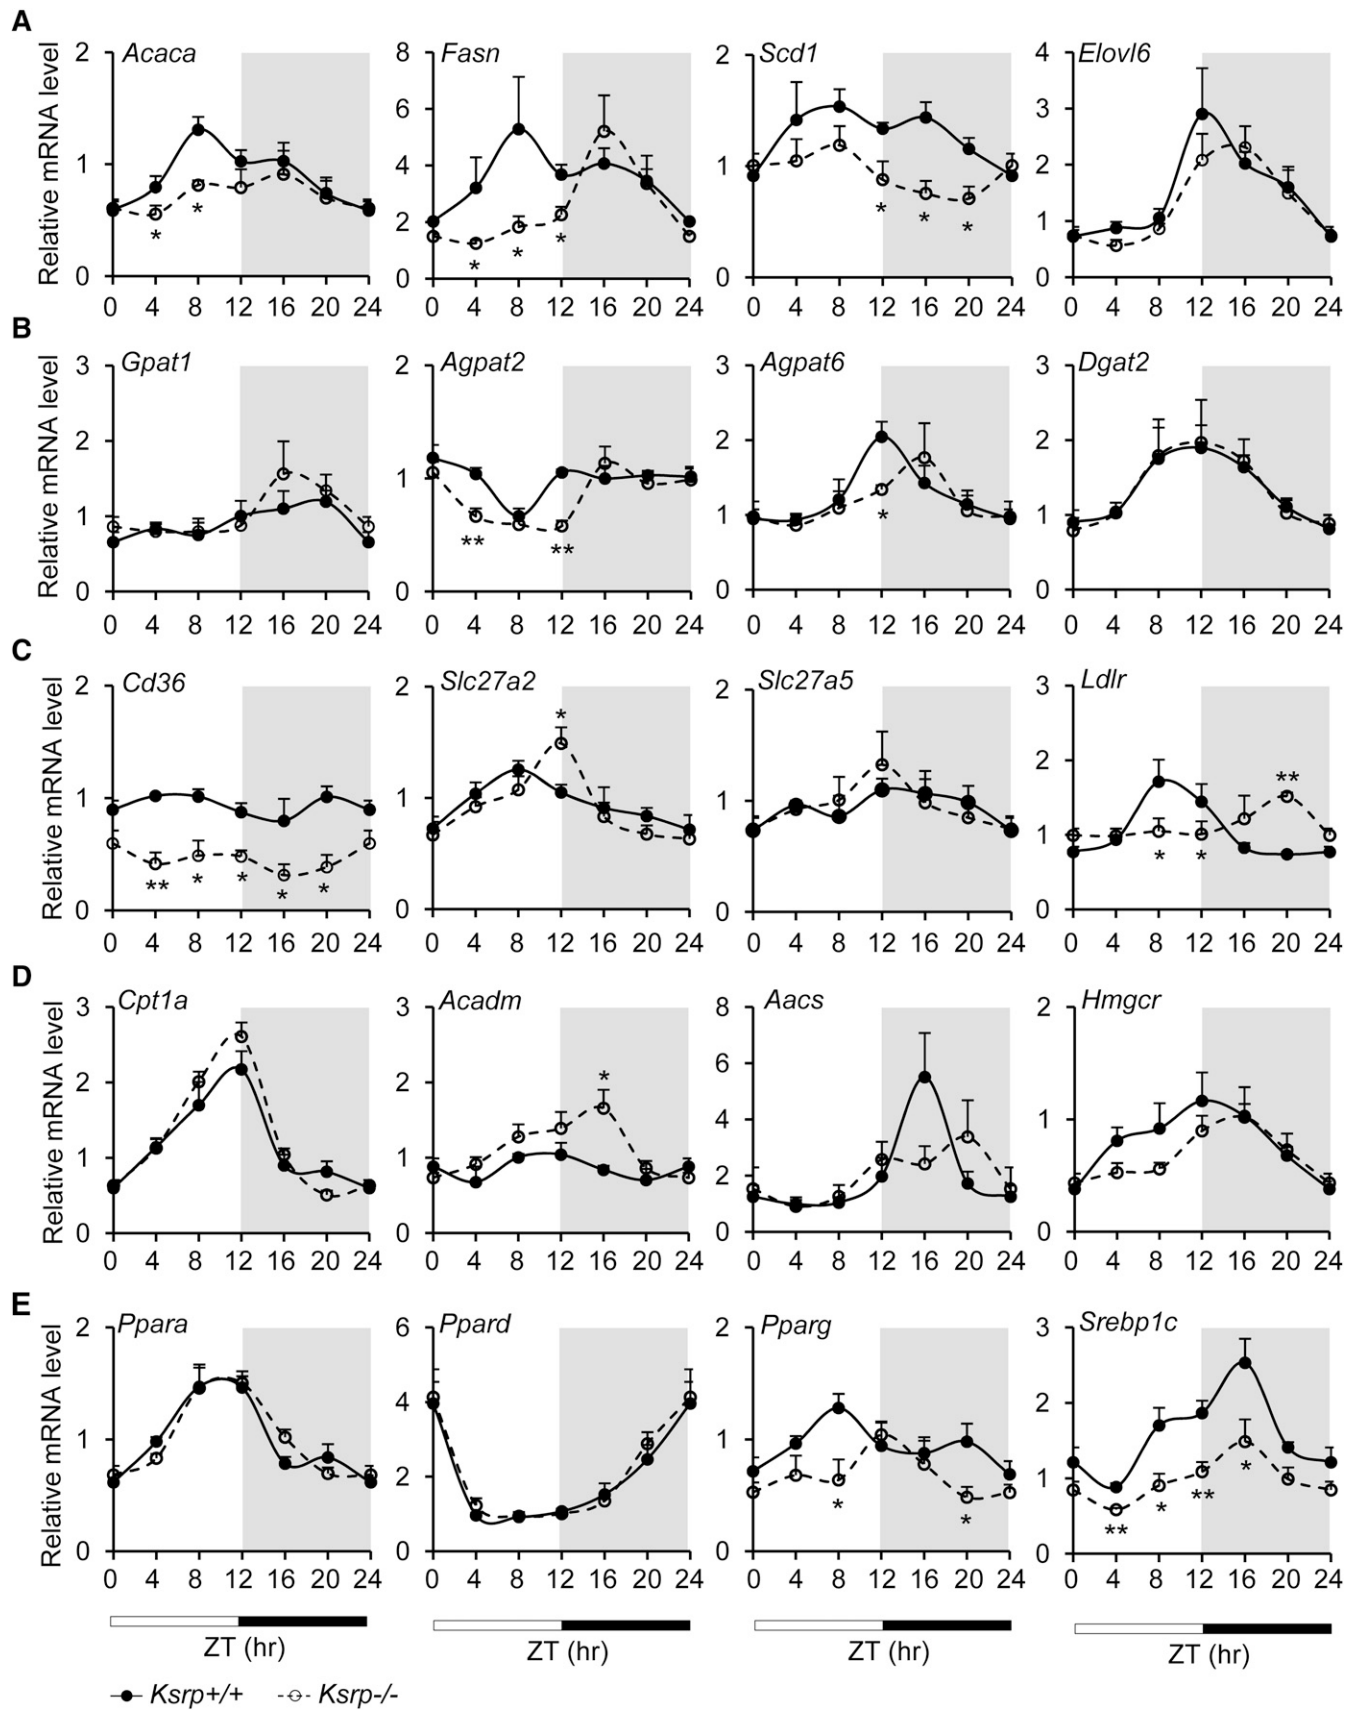 A
Acaca Fasn Scd1 Elovl6
Relative mRNA level
2 8 2 4
6 3
1 4 1 2
2 1
0 0 0 0
0 4 8 12 16 20 24 0 4 8 12 16 20 24 0 4 8 12 16 20 24 0 4 8 12 16 20 24
* * * * * * * *
B
Gpat1 Agpat2 Agpat6 Dgat2
Relative mRNA level
3 2 3 3
2 2 2
1 1 1 1
0 0 0 0
0 4 8 12 16 20 24 0 4 8 12 16 20 24 0 4 8 12 16 20 24 0 4 8 12 16 20 24
** ** *
C
Cd36 Slc27a2 Slc27a5 Ldlr
Relative mRNA level
2 2 2 3
2
1 1 1 1
0 0 0 0
0 4 8 12 16 20 24 0 4 8 12 16 20 24 0 4 8 12 16 20 24 0 4 8 12 16 20 24
** * * * * * * * **
D
Cpt1a Acadm Aacs Hmgcr
Relative mRNA level
3 3 8 2
2 2 6
4 1
1 1 2
0 0 0 0
0 4 8 12 16 20 24 0 4 8 12 16 20 24 0 4 8 12 16 20 24 0 4 8 12 16 20 24
*
E
Ppara Ppard Pparg Srebp1c
Relative mRNA level
2 6 2 3
4 2
1 2 1 1
0 0 0 0
0 4 8 12 16 20 24 0 4 8 12 16 20 24 0 4 8 12 16 20 24 0 4 8 12 16 20 24
* * ** * ** *
ZT (hr) ZT (hr) ZT (hr) ZT (hr)
Ksrp+/+ Ksrp-/-